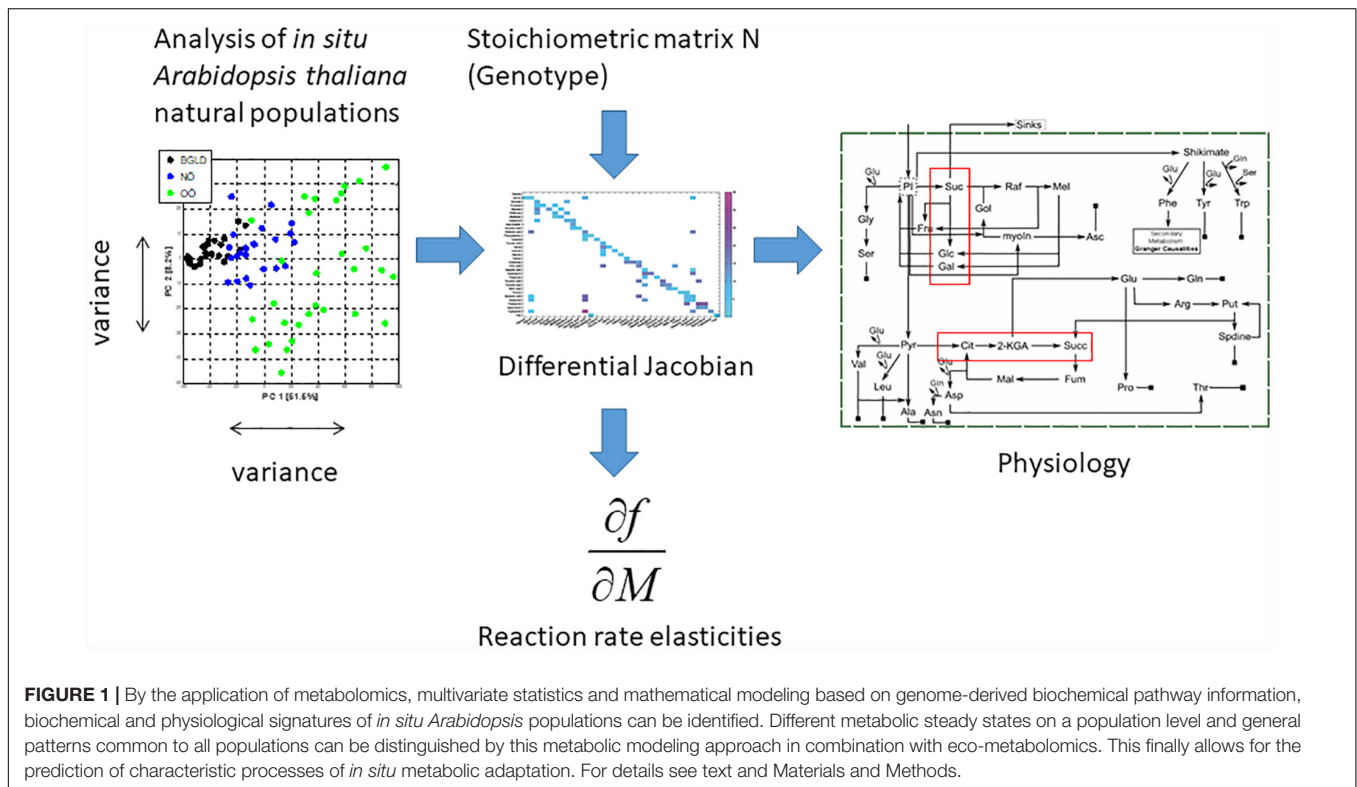 Analysis of in situ
Arabidopsis thaliana
natural populations
Stoichiometric matrix N
(Genotype)
BGLD
NÖ
OÖ
PC 2 [8.2%]
PC 1 [61.6%]
variance
variance
Differential Jacobian
∂f
∂M
Reaction rate elasticities
Sinks
Shikimate
Glu
Gln
Glu
Ser
PI
Suc
Raf
Mel
Gol
Phe
Tyr
Trp
Gly
Fru
myoIn
Asc
Secondary
Metabolism:
Granger Causalities
Ser
Glc
Gal
Glu
Gln
Arg
Put
Spdine
Glu
Pyr
Cit
2-KGA
Succ
Val
Glu
Glu
Leu
Mal
Fum
Gln
Asp
Pro
Thr
Ala
Asn
Physiology
FIGURE 1 | By the application of metabolomics, multivariate statistics and mathematical modeling based on genome-derived biochemical pathway information,
biochemical and physiological signatures of in situ Arabidopsis populations can be identified. Different metabolic steady states on a population level and general
patterns common to all populations can be distinguished by this metabolic modeling approach in combination with eco-metabolomics. This finally allows for the
prediction of characteristic processes of in situ metabolic adaptation. For details see text and Materials and Methods.